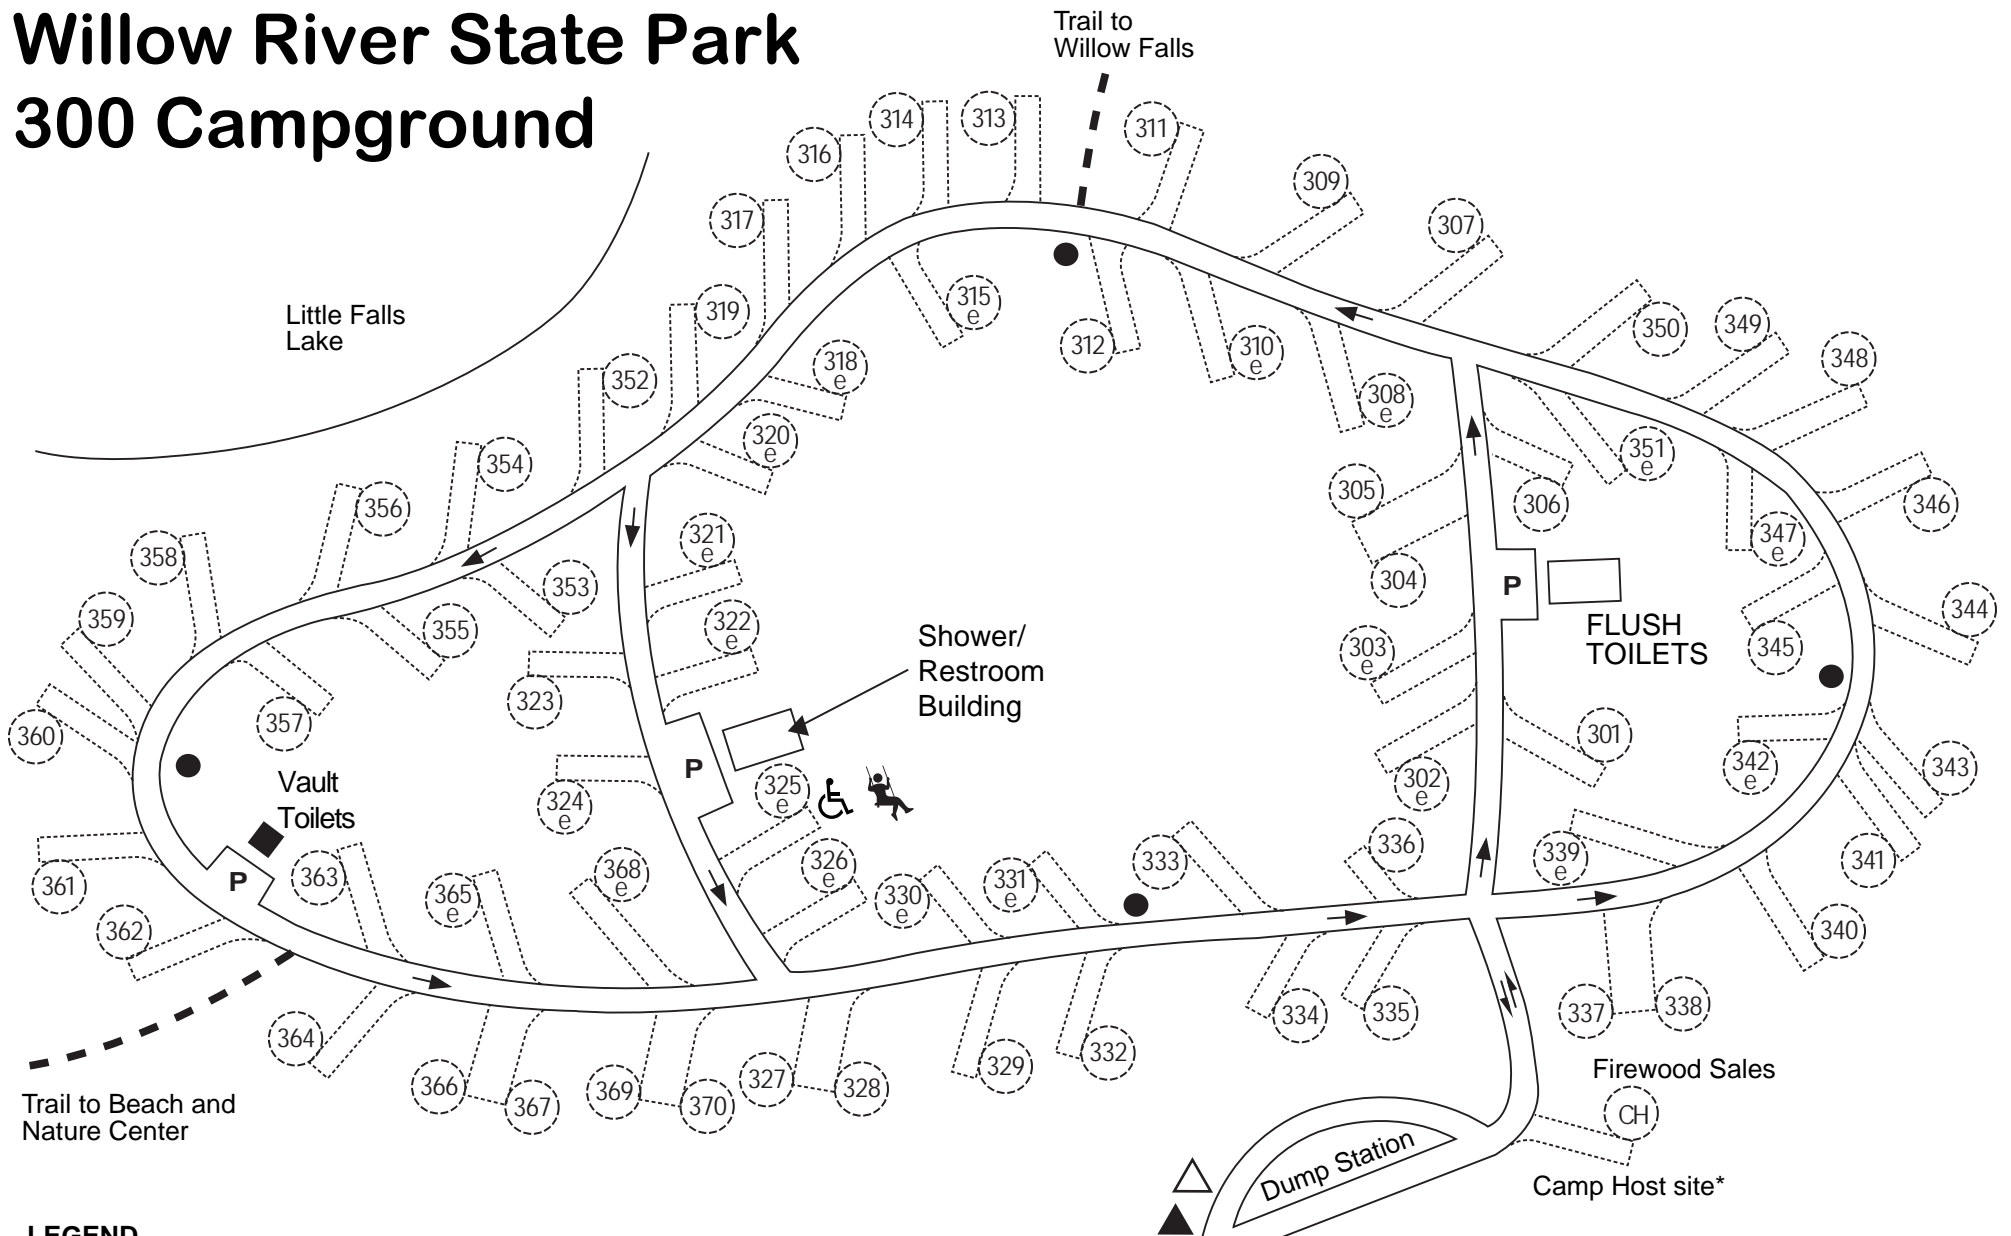 Willow River State Park
300 Campground
Trail to
Willow Falls
314
313
311
316
309
317
307
Little Falls
Lake
319
315
e
312
310
e
350
349
348
352
318
e
308
e
320
e
351
e
354
305
306
346
356
347
e
358
321
e
353
304
P
FLUSH
TOILETS
344
359
355
322
e
Shower/
Restroom
Building
303
e
345
323
360
357
301
P
302
e
342
e
343
Vault
Toilets
324
e
325
e
336
339
e
341
361
P
363
365
e
368
e
326
e
330
e
331
e
333
362
340
364
334
335
337
338
366
367
369
370
327
328
329
332
Firewood Sales
CH
Trail to Beach and
Nature Center
Dump Station
Camp Host site*
LEGEND